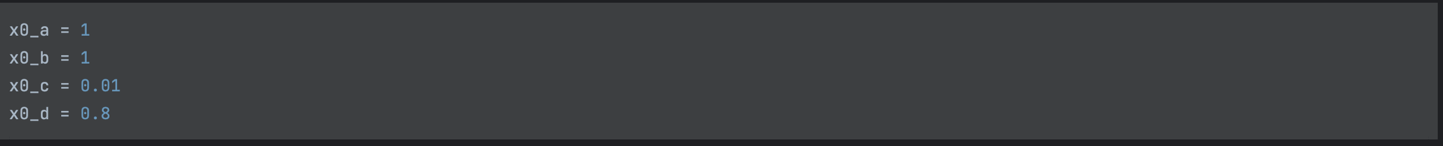 x0_a = 1
x0_b = 1
x0_c = 0.01
x0_d = 0.8